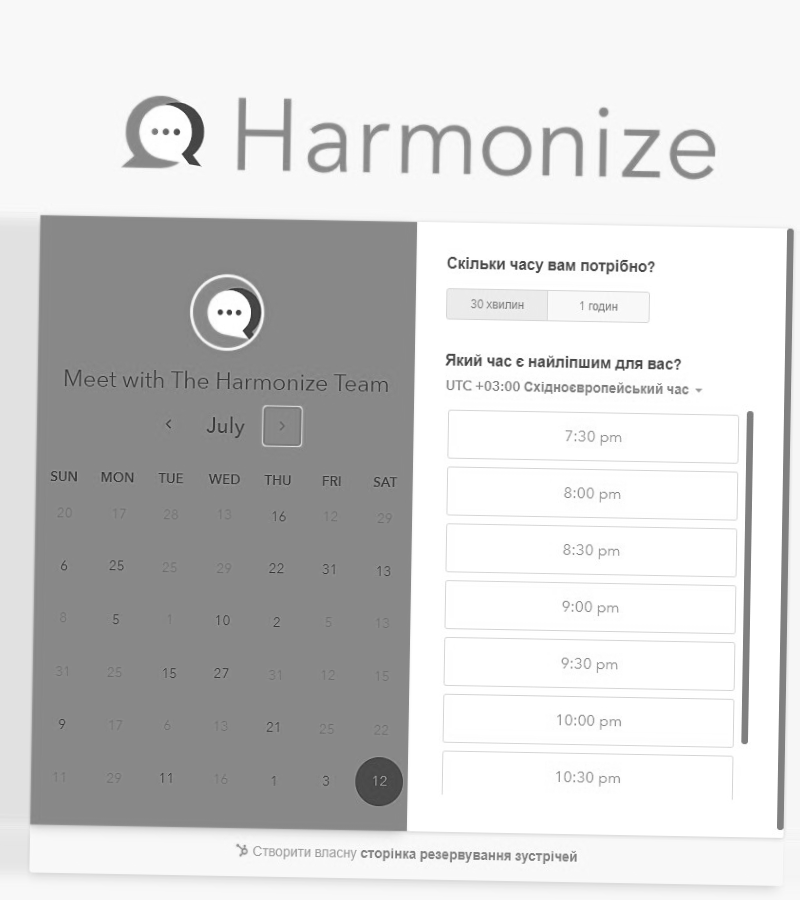 Harmonize
Meet with The Harmonize Team
July
SUN MON TUE WED THU FRI SAT
20 17 28 13 16 12 29
6 25 25 29 22 31 13
8 5 1 10 2 5 13
31 25 15 27 31 12 15
9 17 6 13 21 25 22
11 29 11 16 1 3 12
Скільки часу вам потрібно?
30 хвилин 1 годин
Який час є найліпшим для вас?
UTC +03:00 Східноєвропейський час
7:30 pm
8:00 pm
8:30 pm
9:00 pm
9:30 pm
10:00 pm
10:30 pm
Створити власну сторінка резервування зустрічей